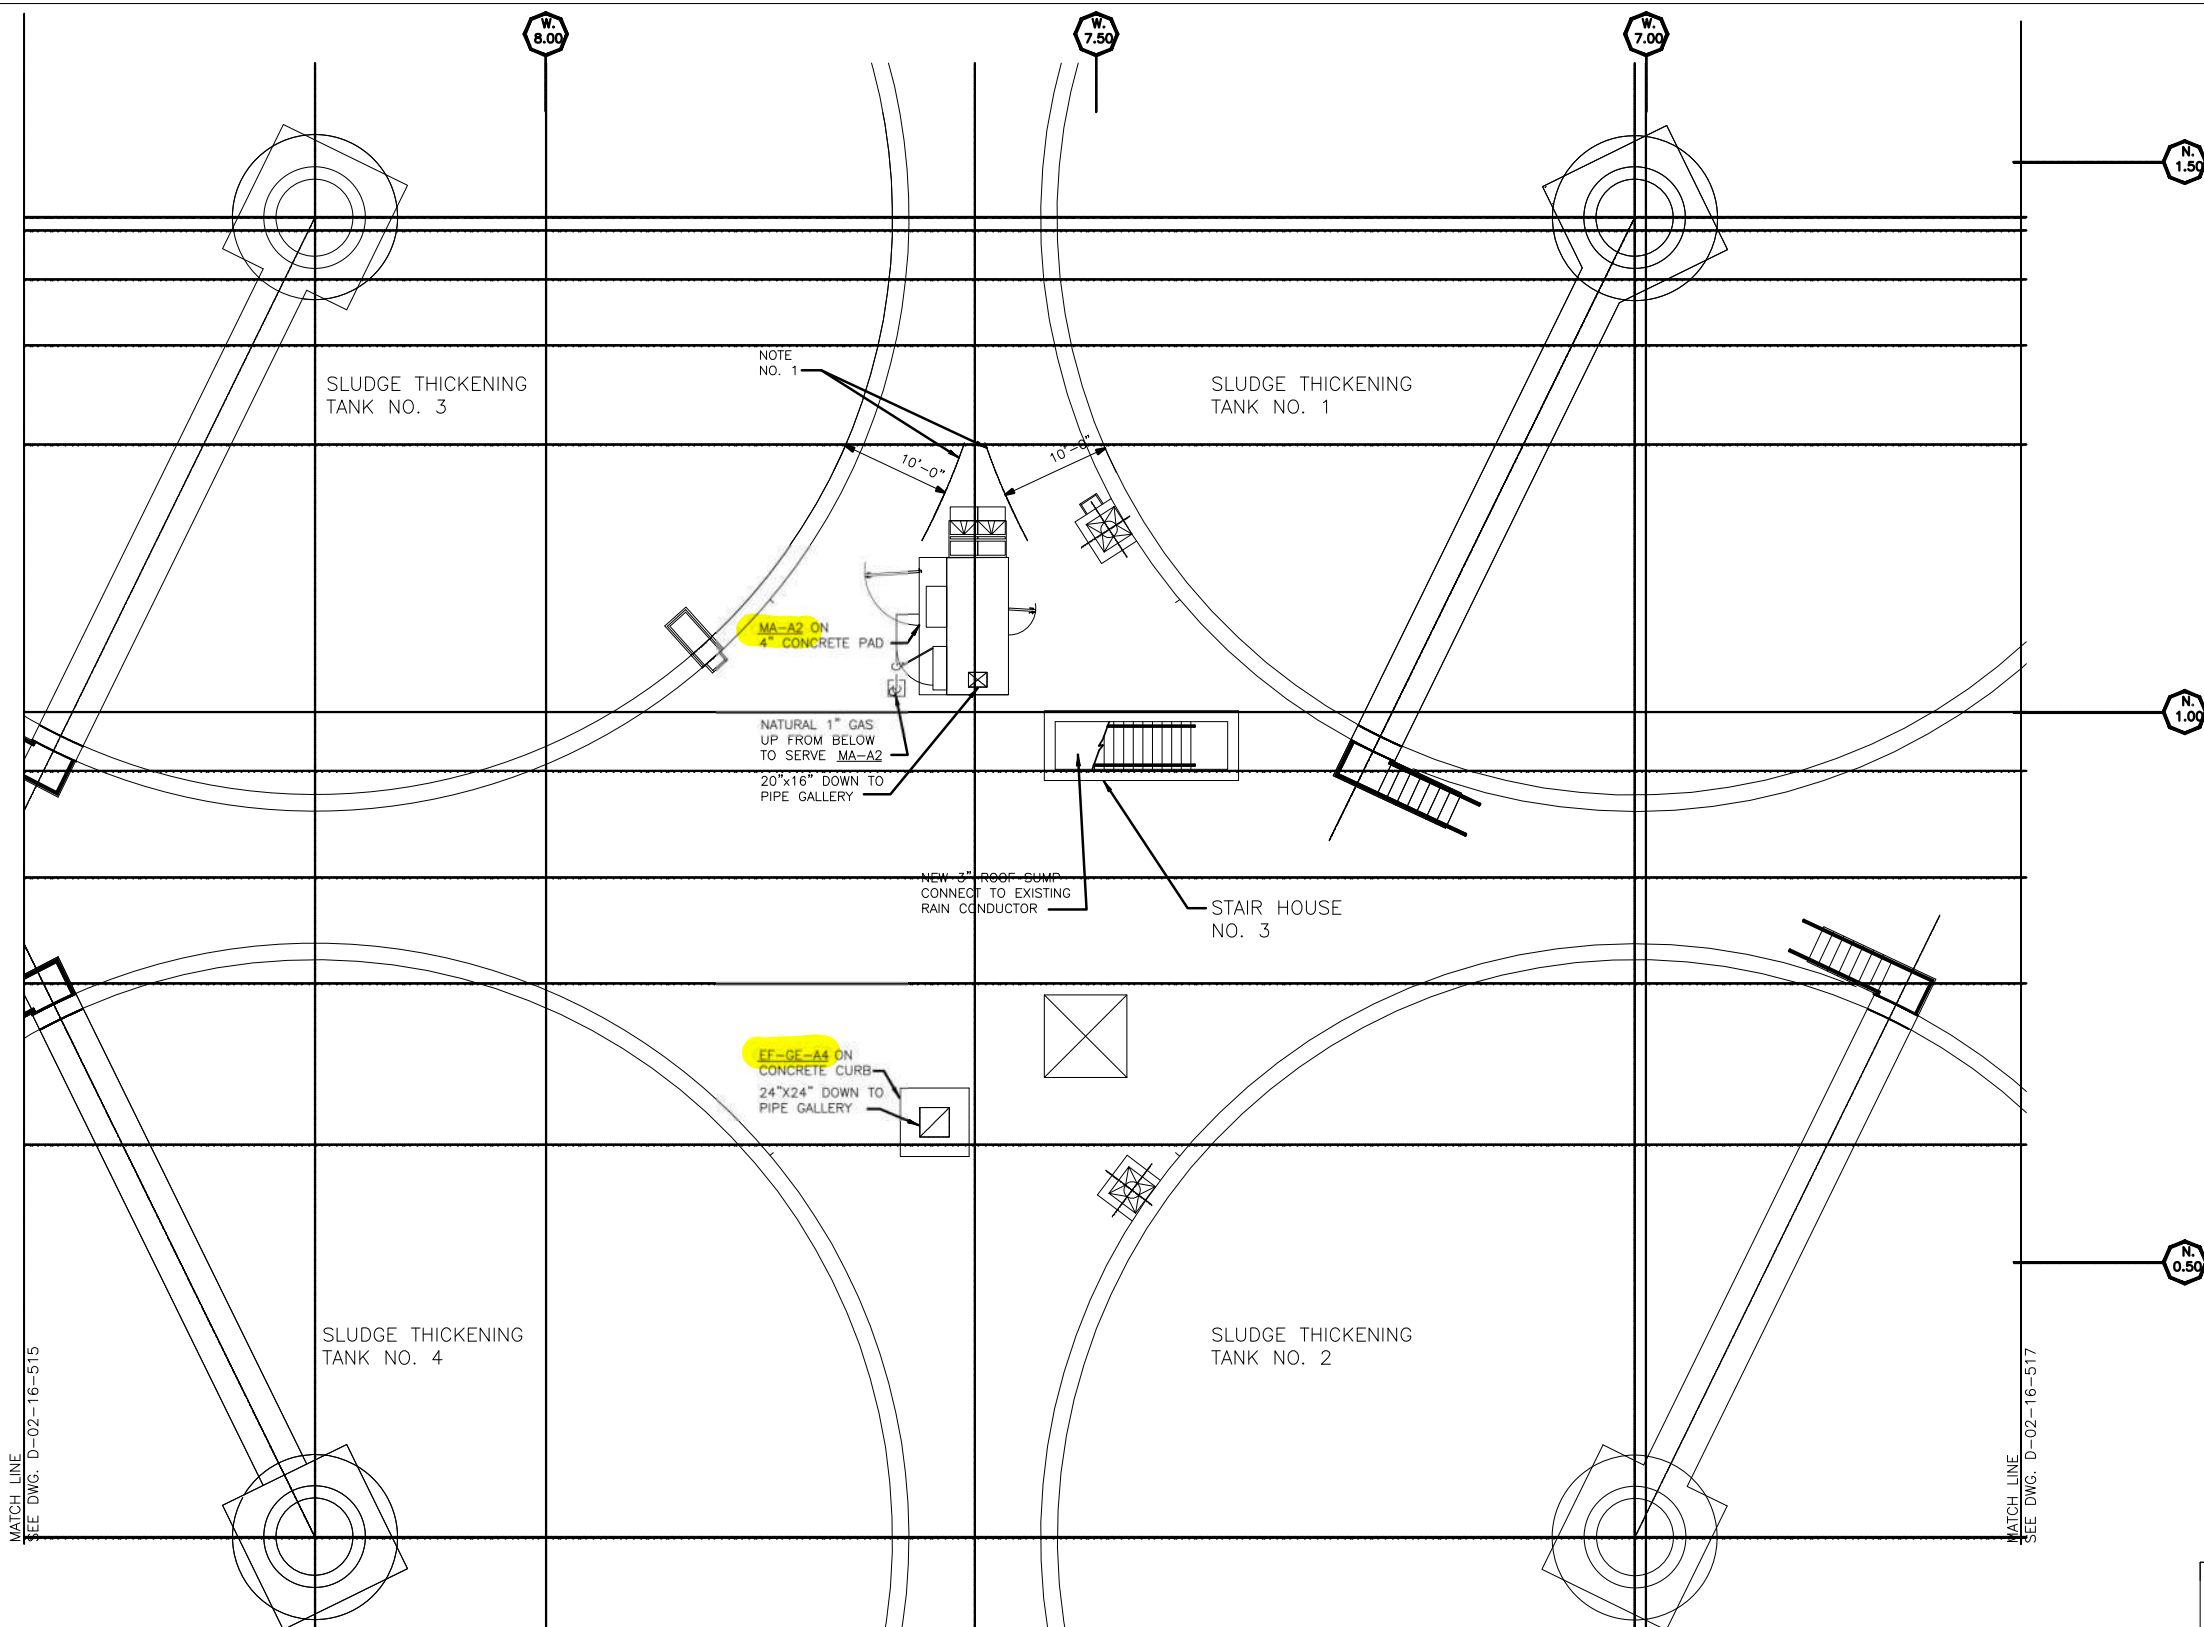 W.
8.00
W.
7.50
W.
7.00
N.
1.50
NOTE
NO. 1
SLUDGE THICKENING
TANK NO. 3
SLUDGE THICKENING
TANK NO. 1
10'-0"
10'-0"
MA-A2 ON
4" CONCRETE PAD
G
NATURAL 1" GAS
UP FROM BELOW
TO SERVE MA-A2
20"x16" DOWN TO
PIPE GALLERY
N.
1.00
NEW 3" ROOF SUMP
CONNECT TO EXISTING
RAIN CONDUCTOR
STAIR HOUSE
NO. 3
EF-GE-A4 ON
CONCRETE CURB
24"X24" DOWN TO
PIPE GALLERY
N.
0.50
SLUDGE THICKENING
TANK NO. 4
SLUDGE THICKENING
TANK NO. 2
MATCH LINE
SEE DWG. D-02-16-515
MATCH LINE
SEE DWG. D-02-16-517